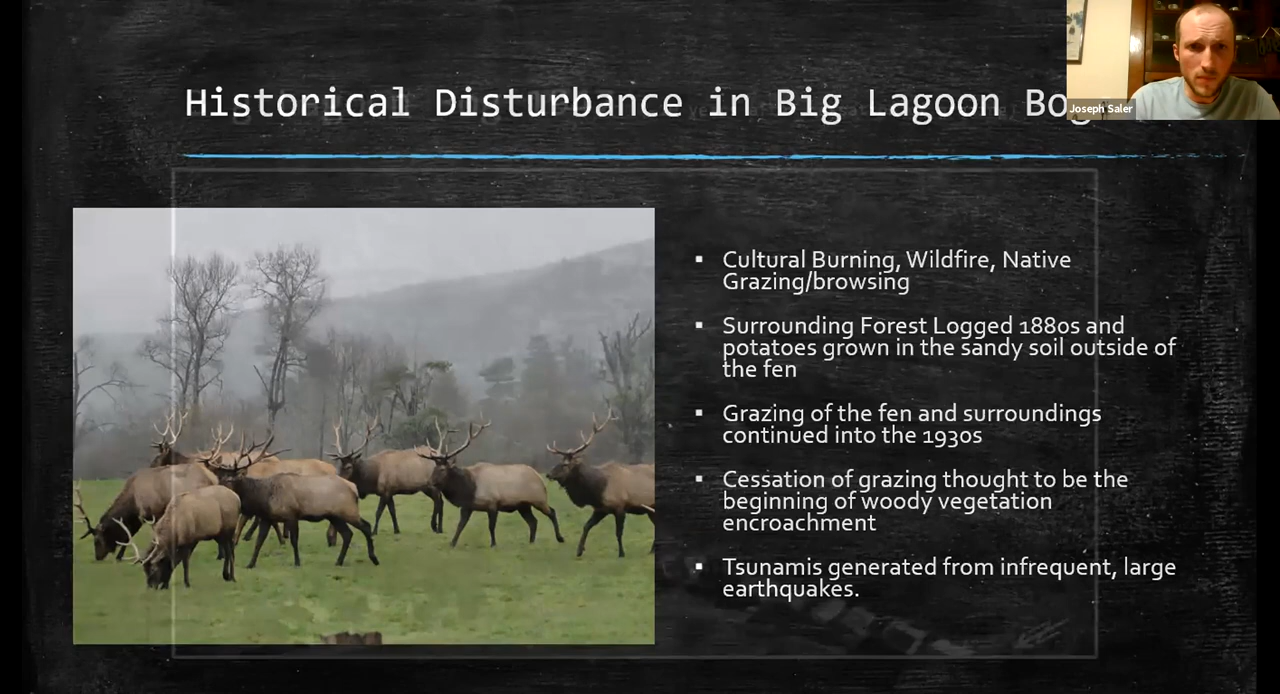 Historical Disturbance in Big Lagoon Bog
Joseph Saler
▪ Cultural Burning, Wildfire, Native
Grazing/browsing
▪ Surrounding Forest Logged 1880s and
potatoes grown in the sandy soil outside of
the fen
▪ Grazing of the fen and surroundings
continued into the 1930s
▪ Cessation of grazing thought to be the
beginning of woody vegetation
encroachment
▪ Tsunamis generated from infrequent, large
earthquakes.